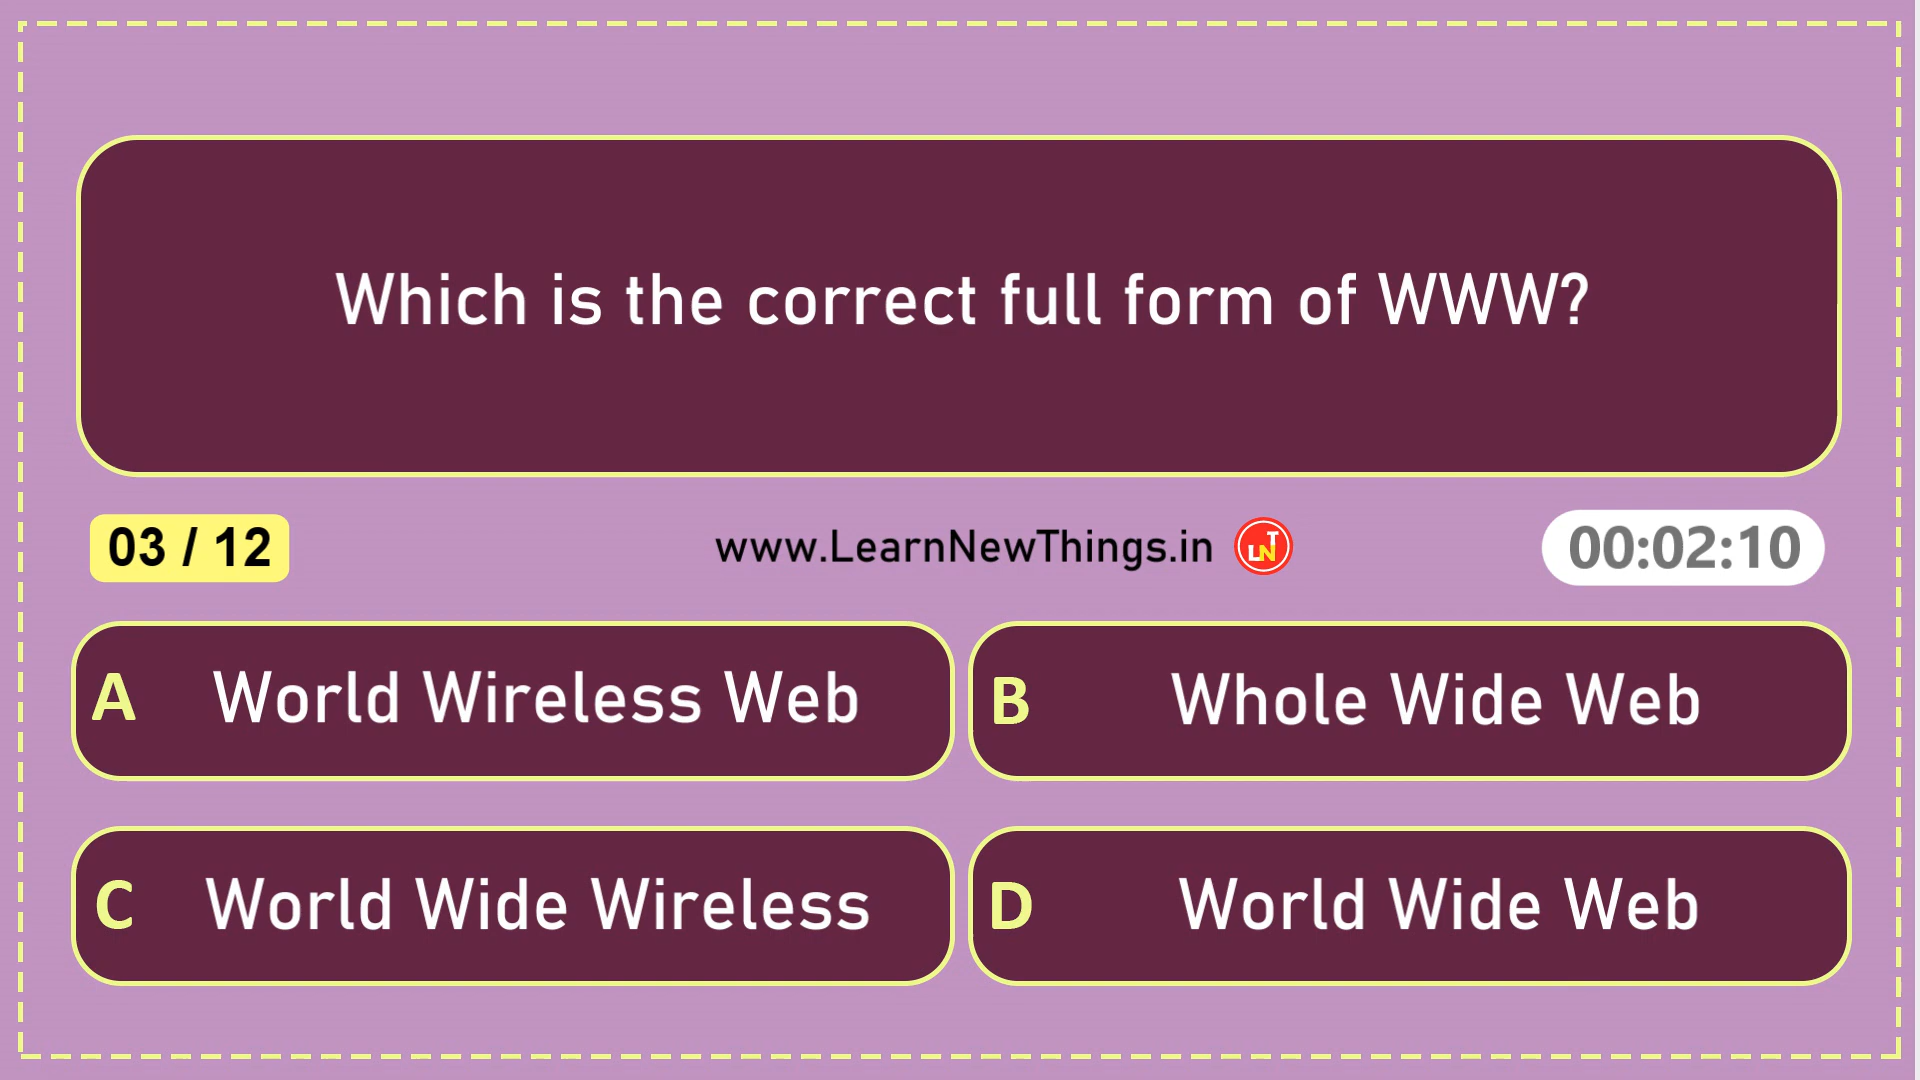 Which is the correct full form of WWW?
03 / 12
www.LearnNewThings.in
LNT
00:02:10
A World Wireless Web
B Whole Wide Web
C World Wide Wireless
D World Wide Web